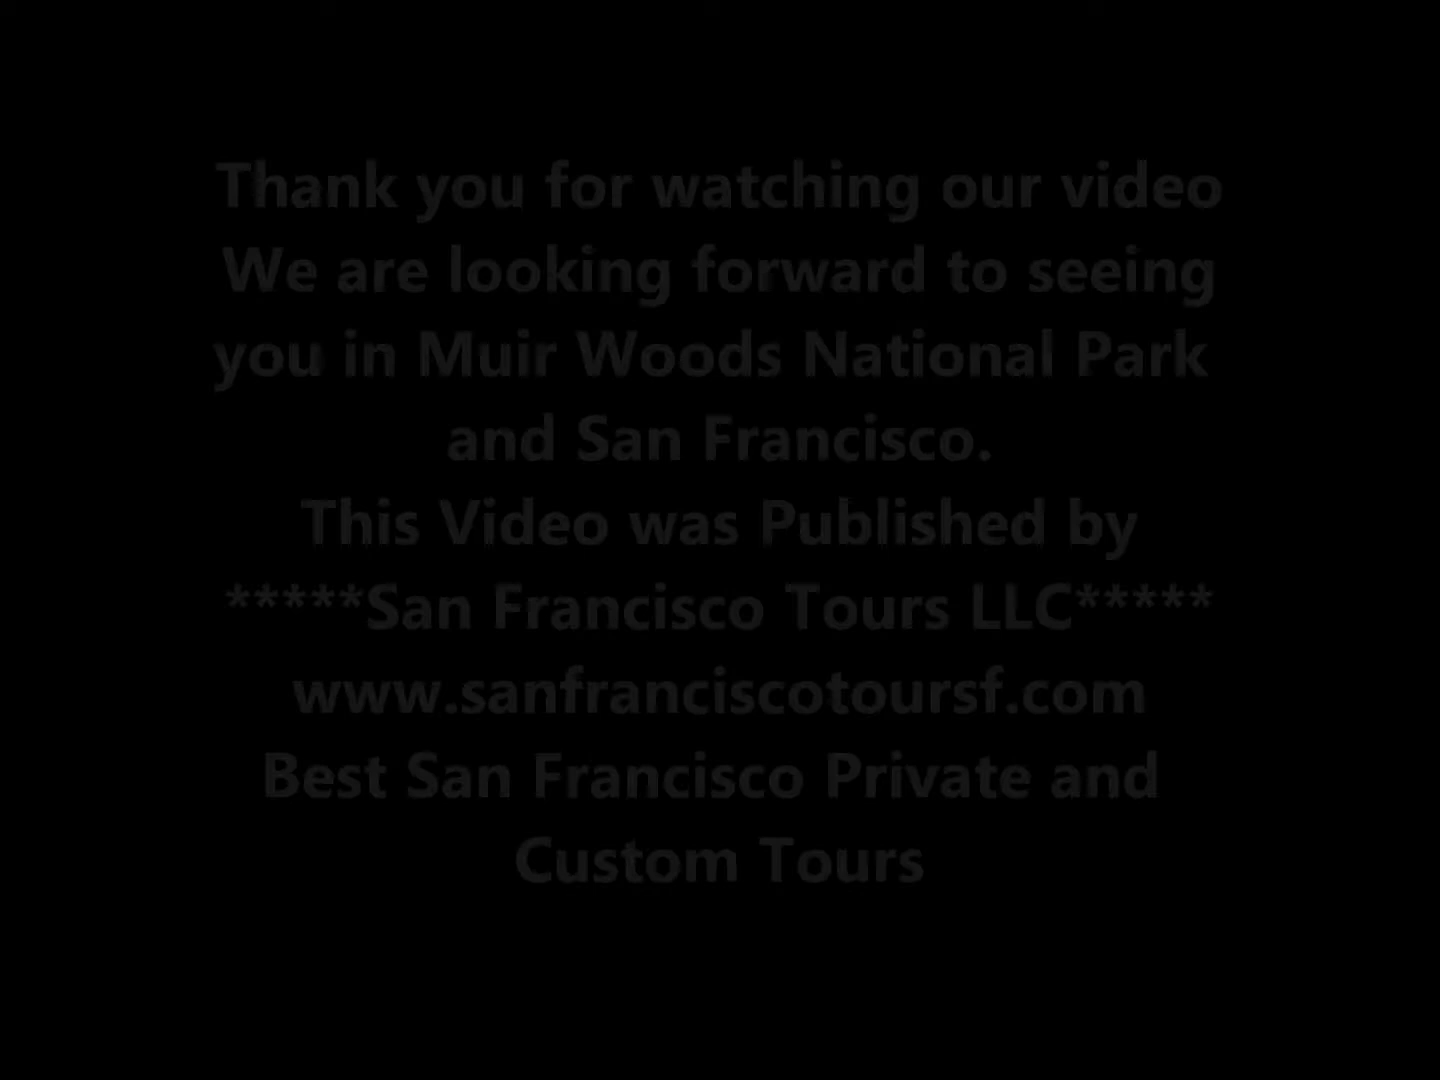 Thank you for watching our video
We are looking forward to seeing
you in Muir Woods National Park
and San Francisco.
This Video was Published by
*****San Francisco Tours LLC*****
www.sanfranciscotoursf.com
Best San Francisco Private and
Custom Tours